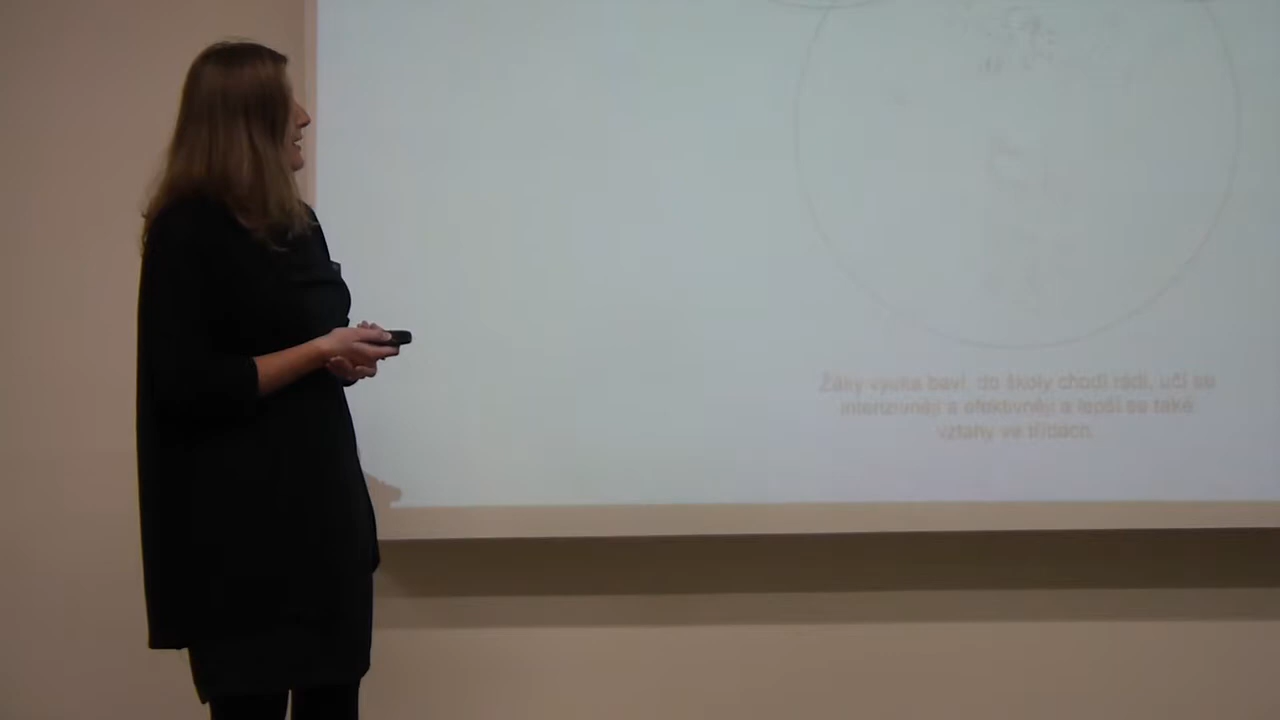 Žáky výuka baví, do školy chodí rádi, učí se
intenzivněji a efektivněji a lepší se také
vztahy ve třídách.